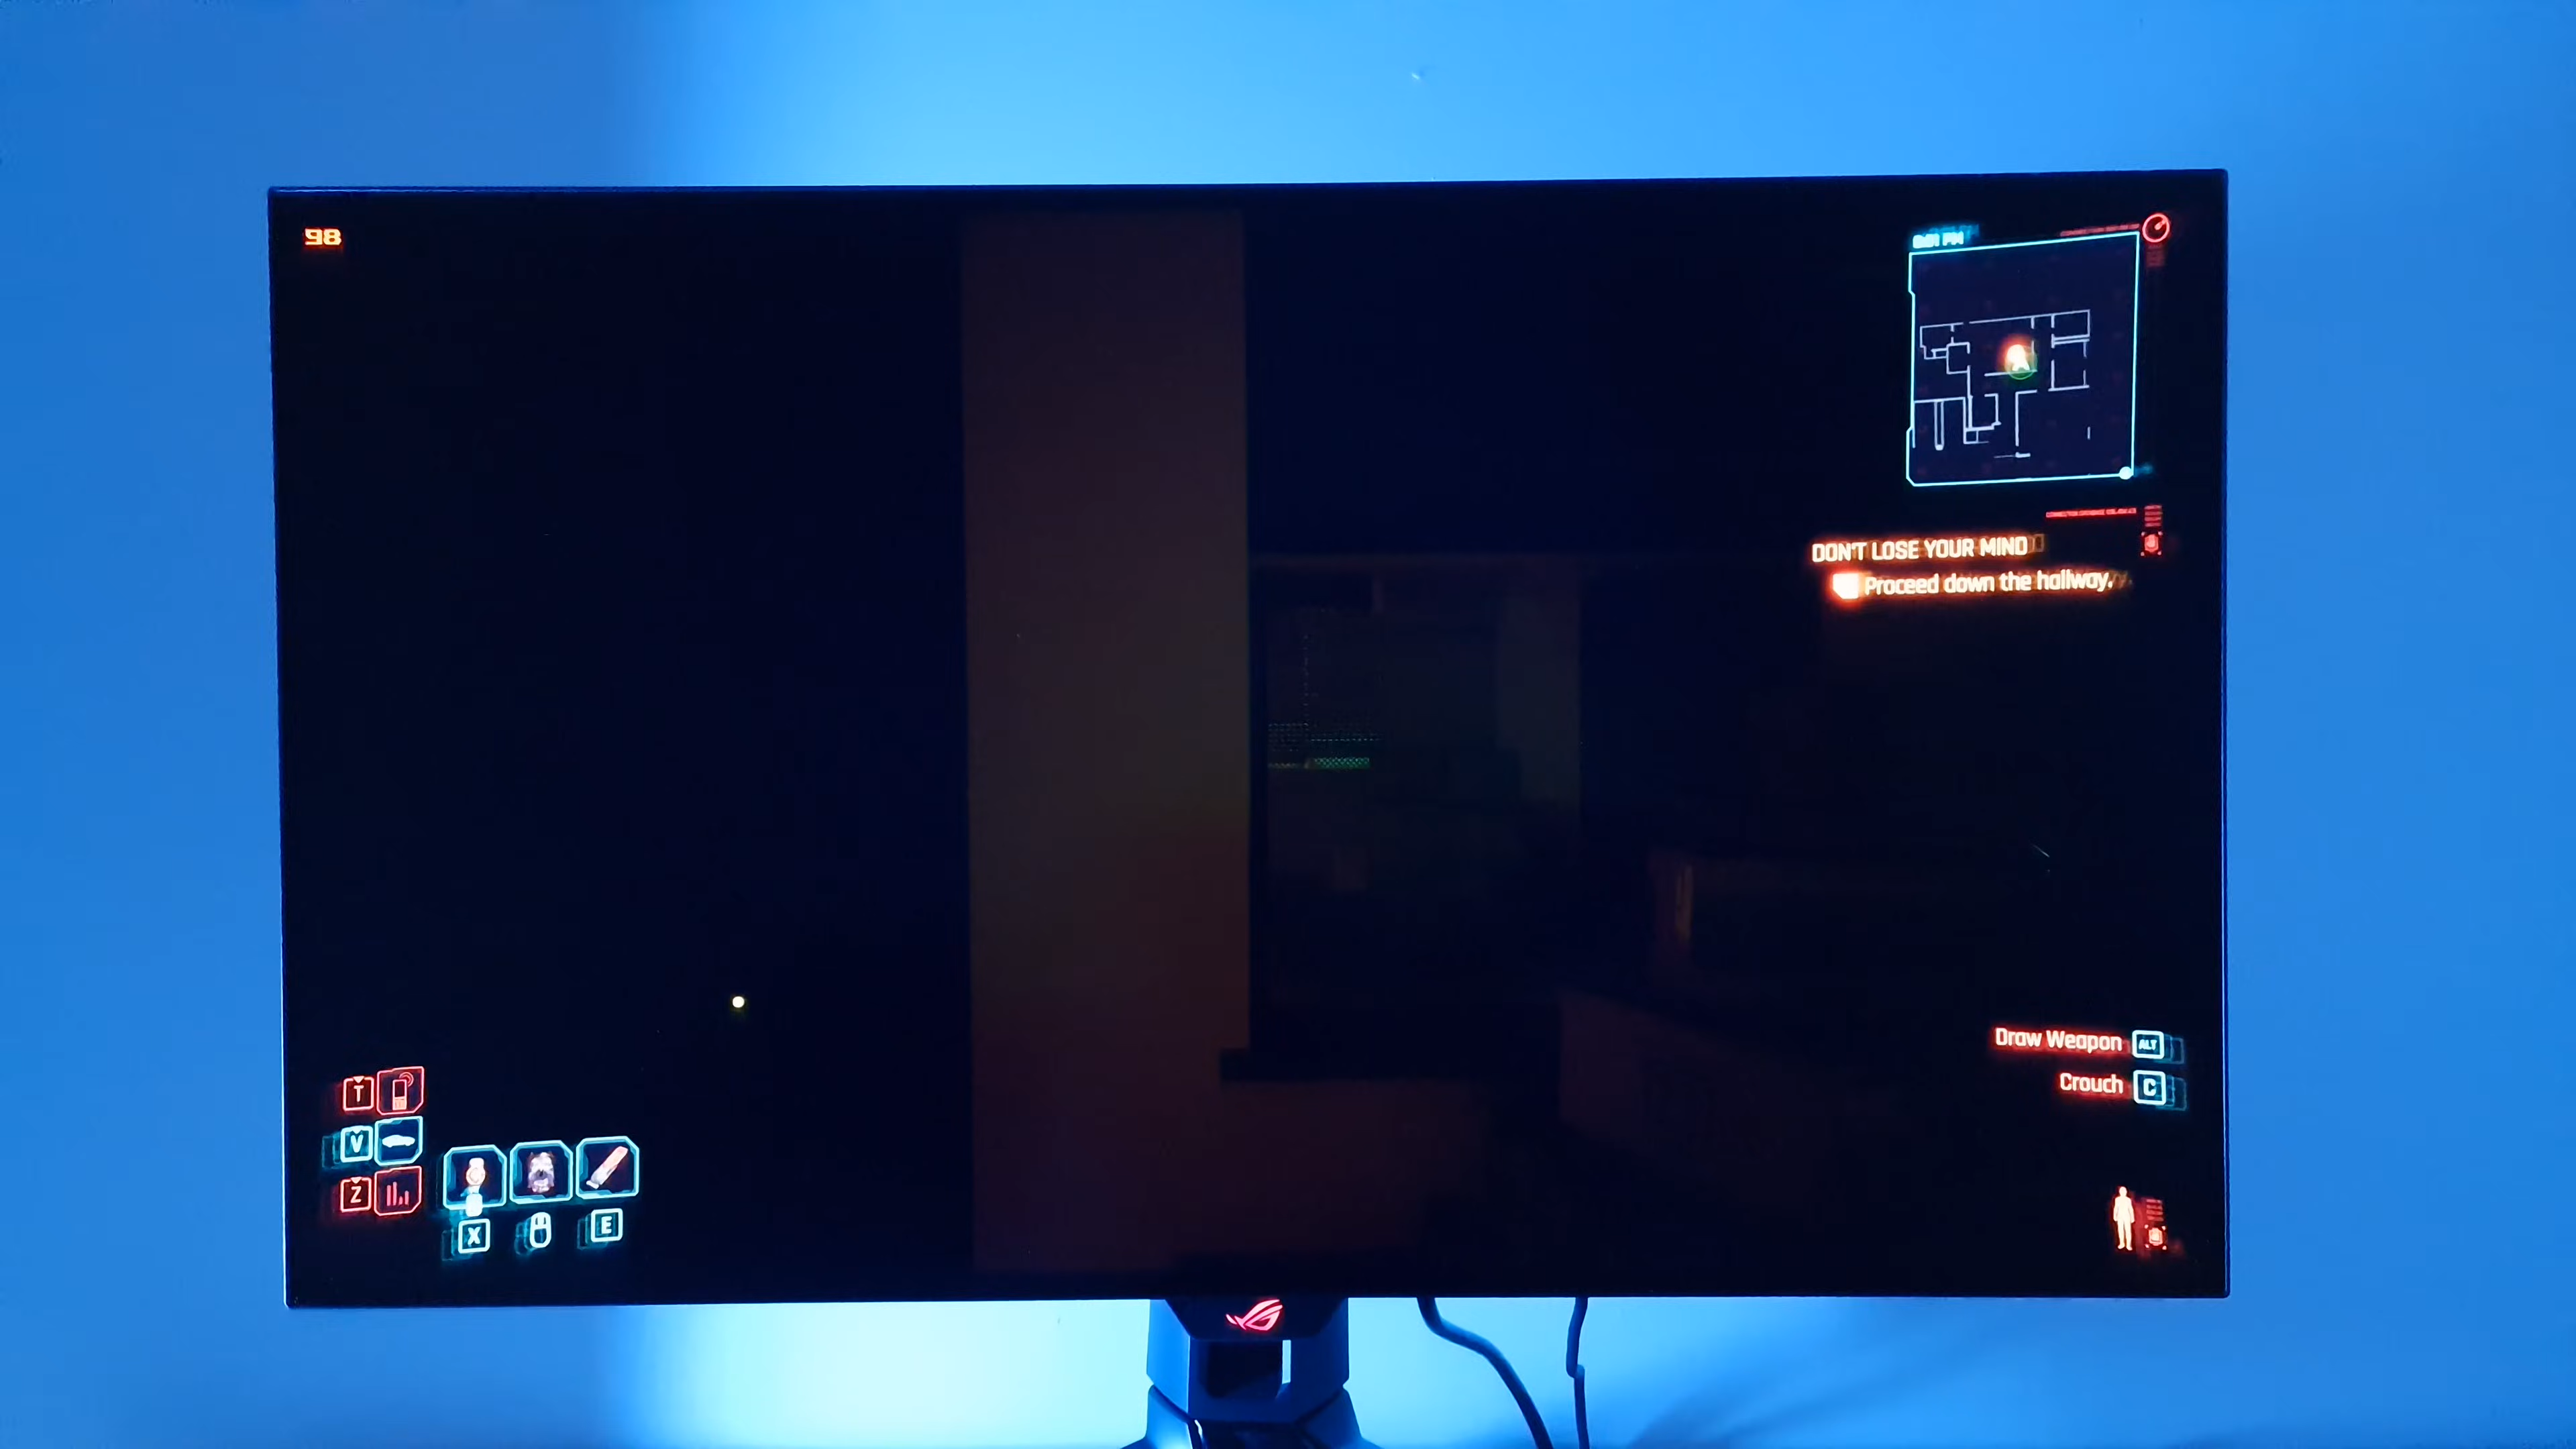 98
DON'T LOSE YOUR MIND
Proceed down the hallway.
Draw Weapon ALT
Crouch C
T
V
Z
X
E